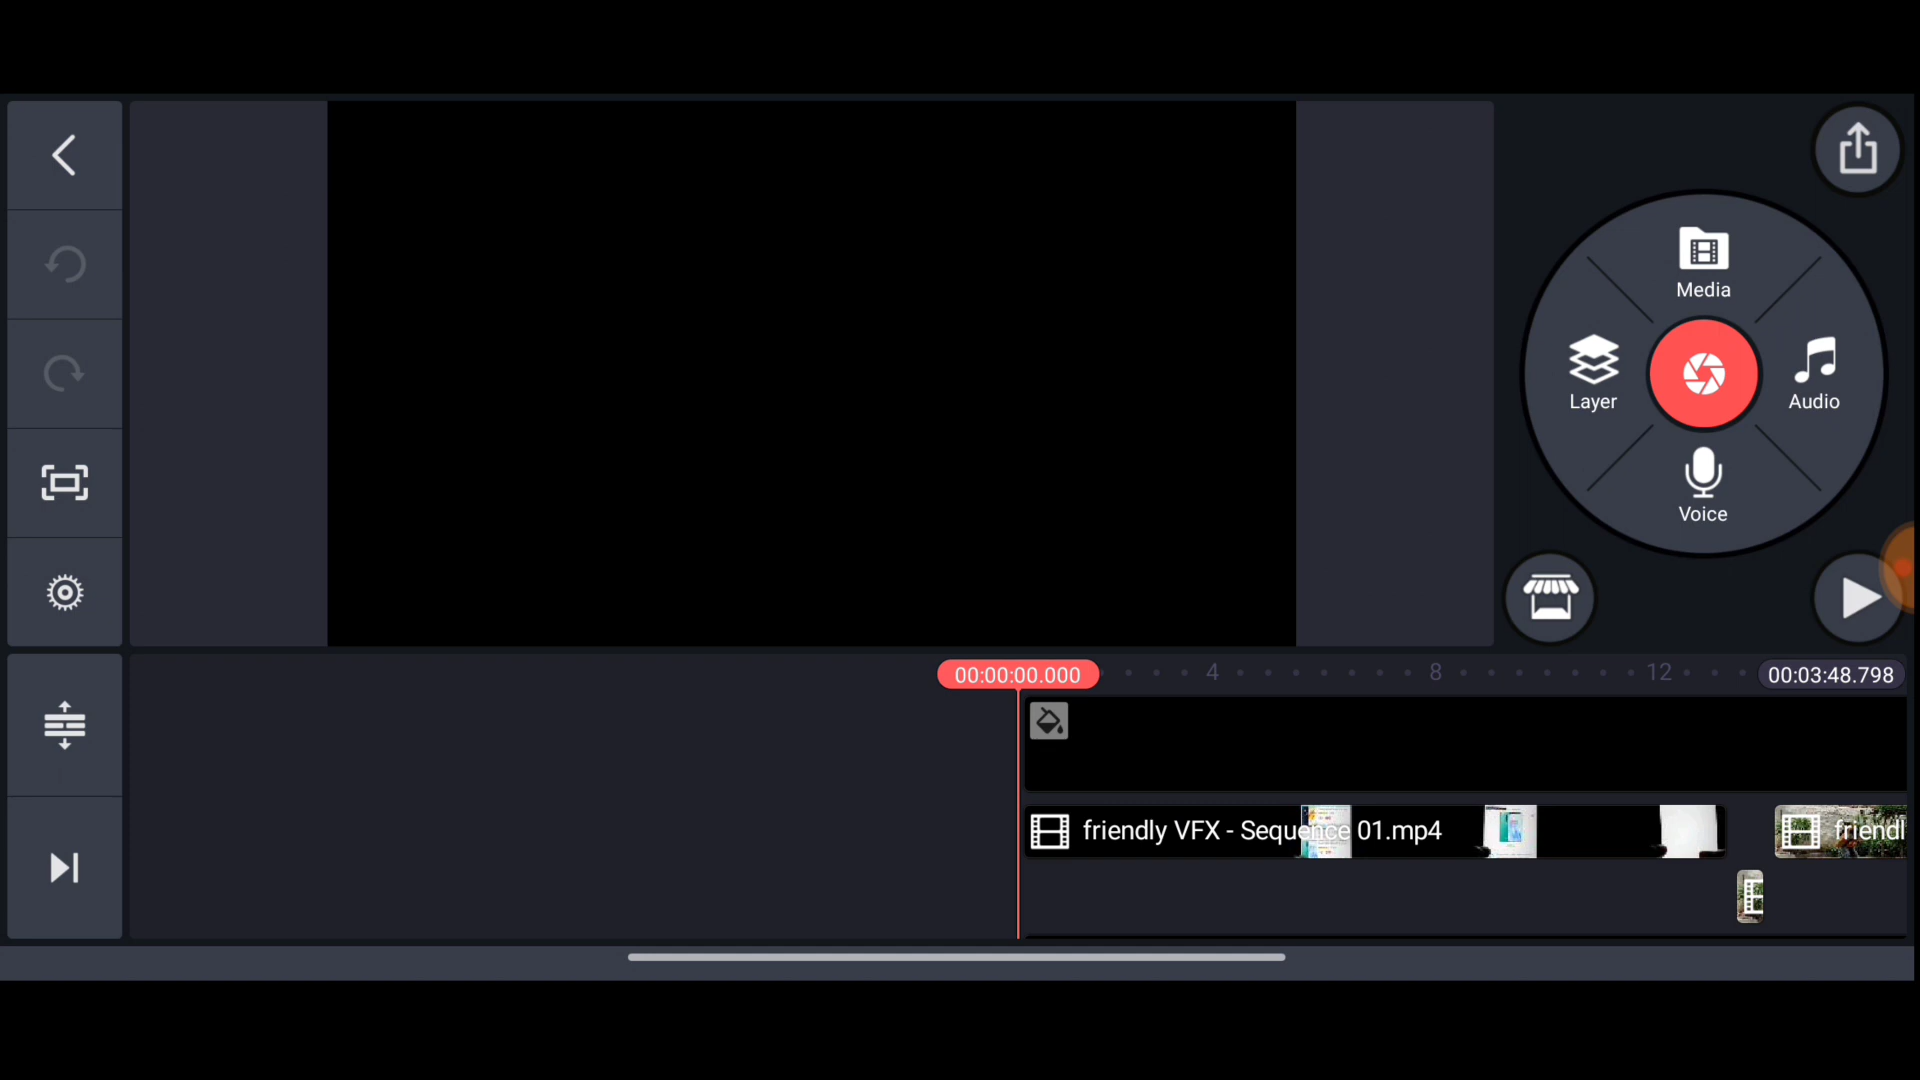 Media
Layer
Audio
Voice
00:00:00.000
4
8
12
00:03:48.798
friendly VFX - Sequence 01.mp4
friendl